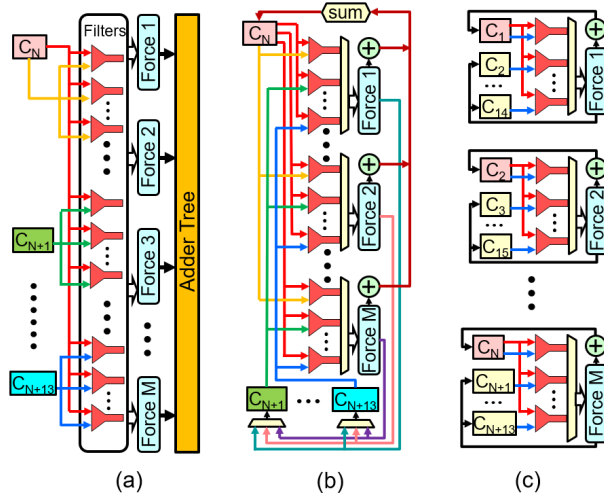 Filters
C_N
C_N+1
C_N+13
Force 1
Force 2
Force 3
Force M
Adder Tree
(a)
sum
C_N
Force 1
Force 2
Force M
C_N+1
C_N+13
(b)
C_1
C_2
C_14
Force 1
C_2
C_3
C_15
Force 2
C_N
C_N+1
C_N+13
Force M
(c)